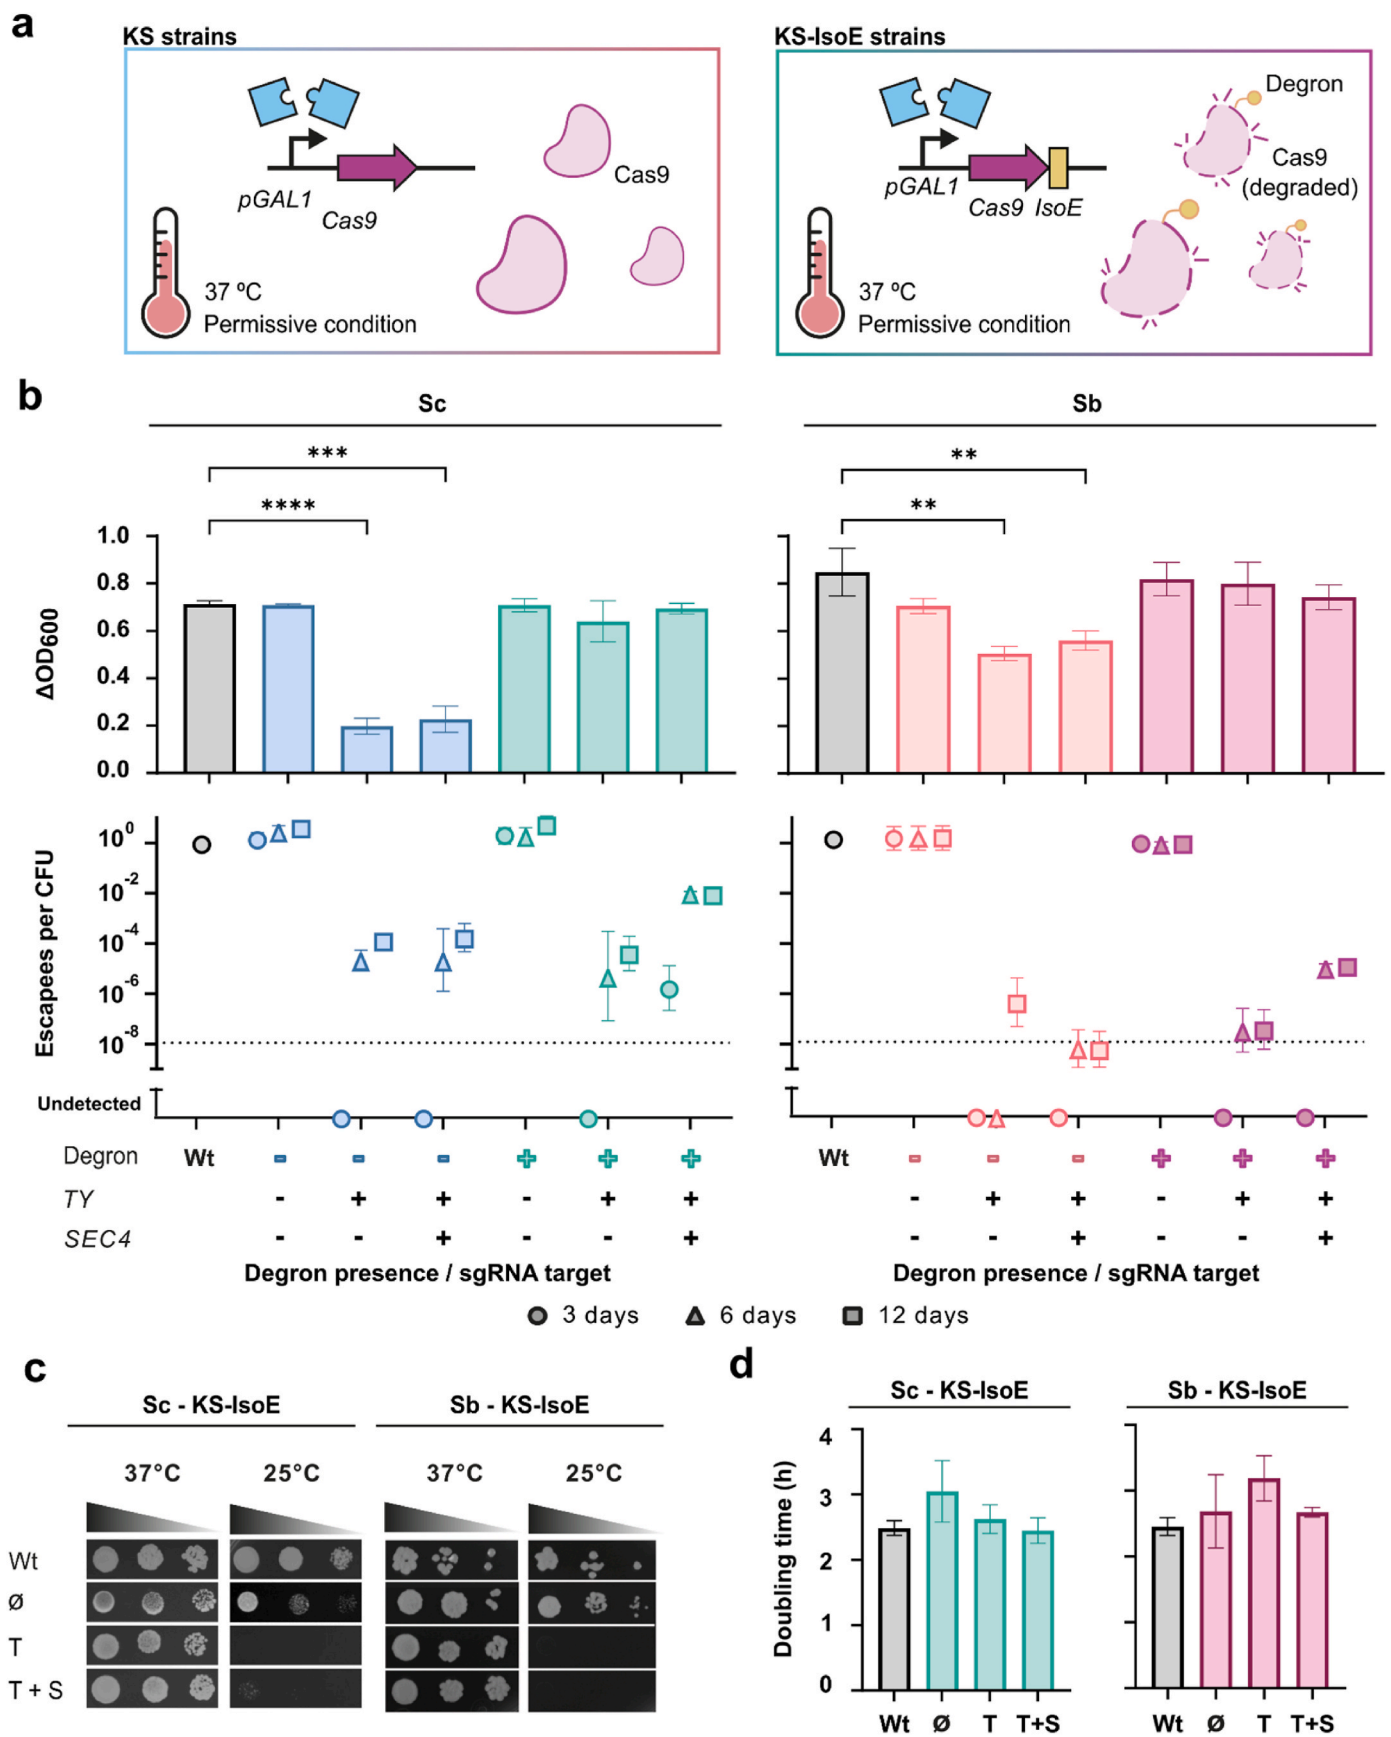 a
KS strains
KS-IsoE strains
pGAL1
Cas9
Cas9
37 ºC
Permissive condition
pGAL1
Cas9 IsoE
Degron
Cas9
(degraded)
37 ºC
Permissive condition
b
Sc
Sb
***
****
**
**
ΔOD600
1.0
0.8
0.6
0.4
0.2
0.0
Escapees per CFU
10^0
10^-2
10^-4
10^-6
10^-8
Undetected
Degron Wt - - - + + + Wt - - - + + +
TY - + + - + + - + + - + +
SEC4 - - + - - + - - + - - +
Degron presence / sgRNA target
Degron presence / sgRNA target
3 days 6 days 12 days
c
Sc - KS-IsoE
Sb - KS-IsoE
37°C 25°C 37°C 25°C
Wt
Ø
T
T + S
d
Sc - KS-IsoE
Sb - KS-IsoE
Doubling time (h)
4
3
2
1
0
Wt Ø T T+S
Wt Ø T T+S